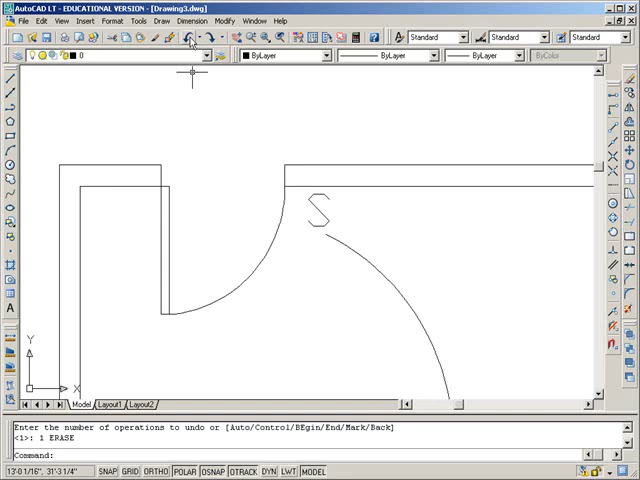 AutoCAD LT - EDUCATIONAL VERSION - [Drawing3.dwg]
File Edit View Insert Format Tools Draw Dimension Modify Window Help
Standard Standard Standard
0 ByLayer ByLayer ByLayer ByColor
S
A
Y
X
Model Layout1 Layout2
Enter the number of operations to undo or [Auto/Control/BEgin/End/Mark/Back]
<1>: 1 ERASE
Command:
13'-0 1/16", 31'-3 1/4" SNAP GRID ORTHO POLAR OSNAP OTRACK DYN LWT MODEL